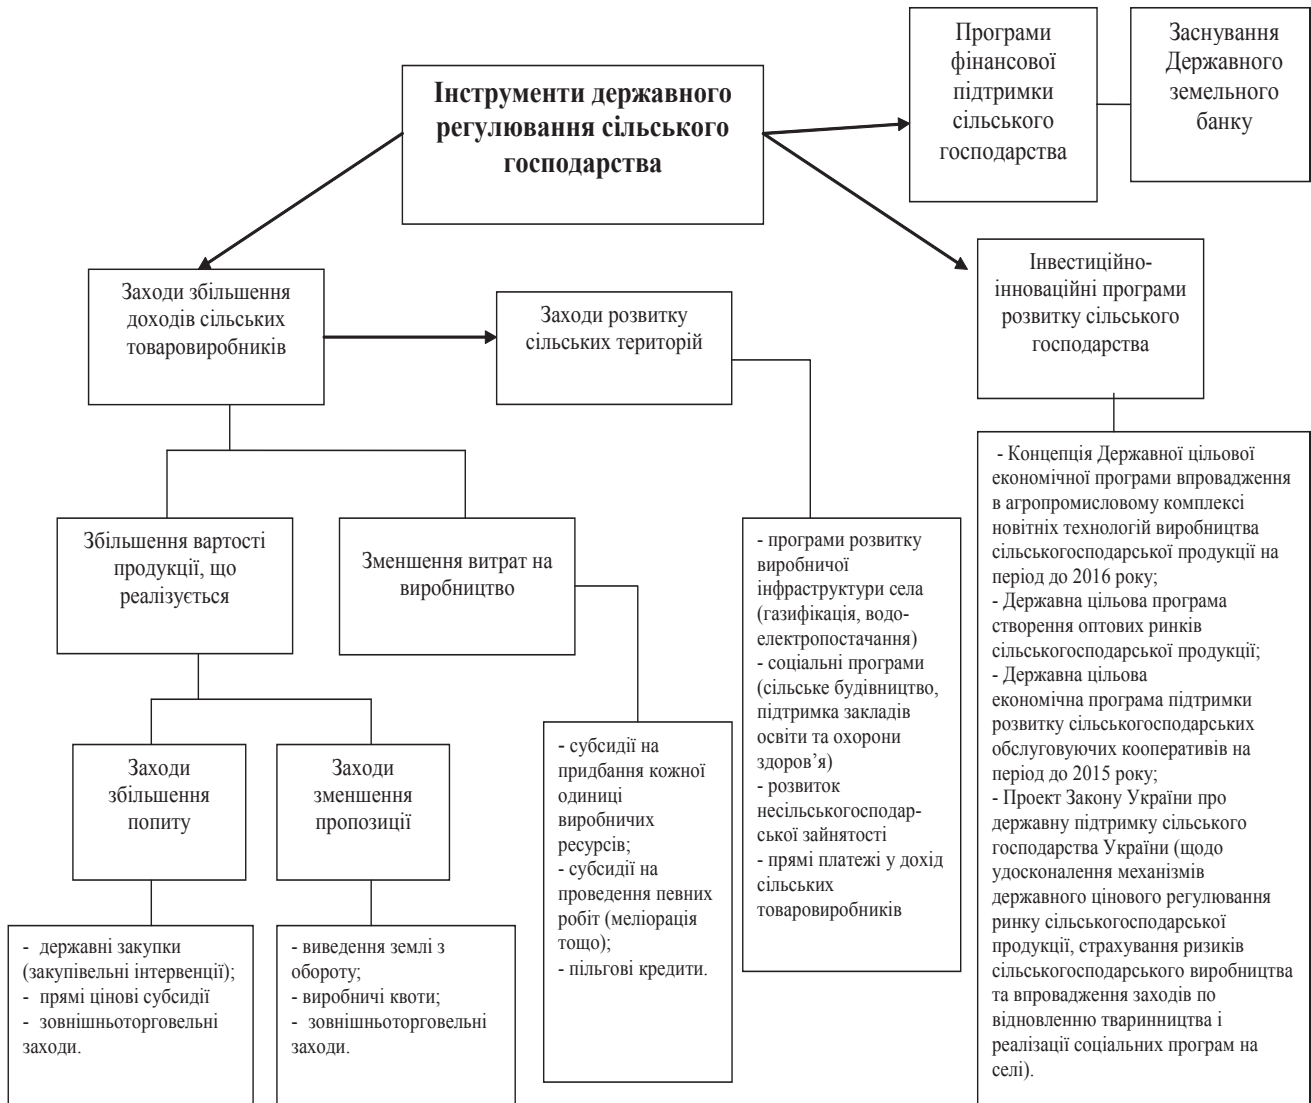 Інструменти державного
регулювання сільського
господарства
Програми
фінансової
підтримки
сільського
господарства
Заснування
Державного
земельного
банку
Заходи збільшення
доходів сільських
товаровиробників
Заходи розвитку
сільських територій
Інвестиційно-
інноваційні програми
розвитку сільського
господарства
Збільшення вартості
продукції, що
реалізується
Зменшення витрат на
виробництво
Заходи
збільшення
попиту
Заходи
зменшення
пропозиції
- державні закупки
(закупівельні інтервенції);
- прямі цінові субсидії
- зовнішньоторговельні
заходи.
- виведення землі з
обороту;
- виробничі квоти;
- зовнішньоторговельні
заходи.
- субсидії на
придбання кожної
одиниці
виробничих
ресурсів;
- субсидії на
проведення певних
робіт (меліорація
тощо);
- пільгові кредити.
- програми розвитку
виробничої
інфраструктури села
(газифікація, водо-
електропостачання)
- соціальні програми
(сільське будівництво,
підтримка закладів
освіти та охорони
здоров’я)
- розвиток
несільськогосподар-
ської зайнятості
- прямі платежі у дохід
сільських
товаровиробників
- Концепція Державної цільової
економічної програми впровадження
в агропромисловому комплексі
новітніх технологій виробництва
сільськогосподарської продукції на
період до 2016 року;
- Державна цільова програма
створення оптових ринків
сільськогосподарської продукції;
- Державна цільова
економічна програма підтримки
розвитку сільськогосподарських
обслуговуючих кооперативів на
період до 2015 року;
- Проект Закону України про
державну підтримку сільського
господарства України (щодо
удосконалення механізмів
державного цінового регулювання
ринку сільськогосподарської
продукції, страхування ризиків
сільськогосподарського виробництва
та впровадження заходів по
відновленню тваринництва і
реалізації соціальних програм на
селі).